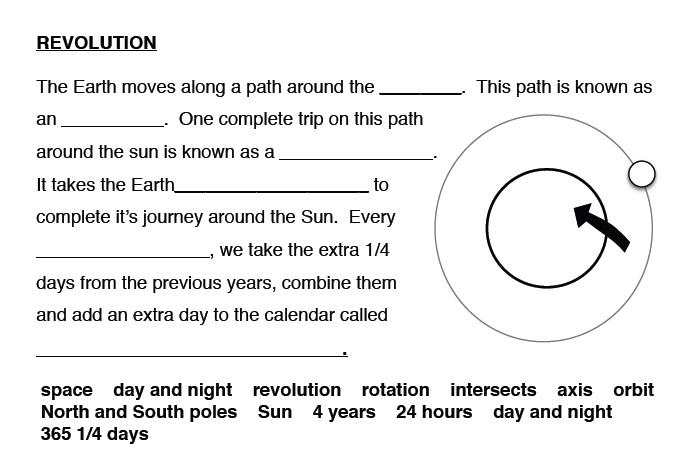 REVOLUTION
The Earth moves along a path around the ________. This path is known as
an __________. One complete trip on this path
around the sun is known as a _______________.
It takes the Earth___________________ to
complete it's journey around the Sun. Every
_________________, we take the extra 1/4
days from the previous years, combine them
and add an extra day to the calendar called
______________________________.
space day and night revolution rotation intersects axis orbit
North and South poles Sun 4 years 24 hours day and night
365 1/4 days